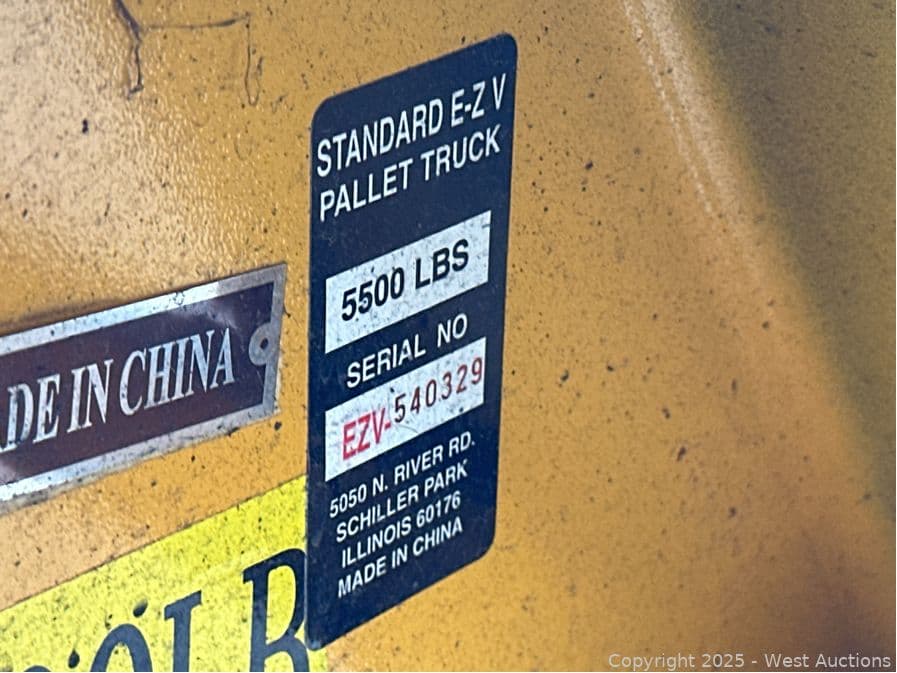 STANDARD E-Z V
PALLET TRUCK
5500 LBS
SERIAL NO
EZV-540329
5050 N. RIVER RD.
SCHILLER PARK
ILLINOIS 60176
MADE IN CHINA
DE IN CHINA
Copyright 2025 - West Auctions